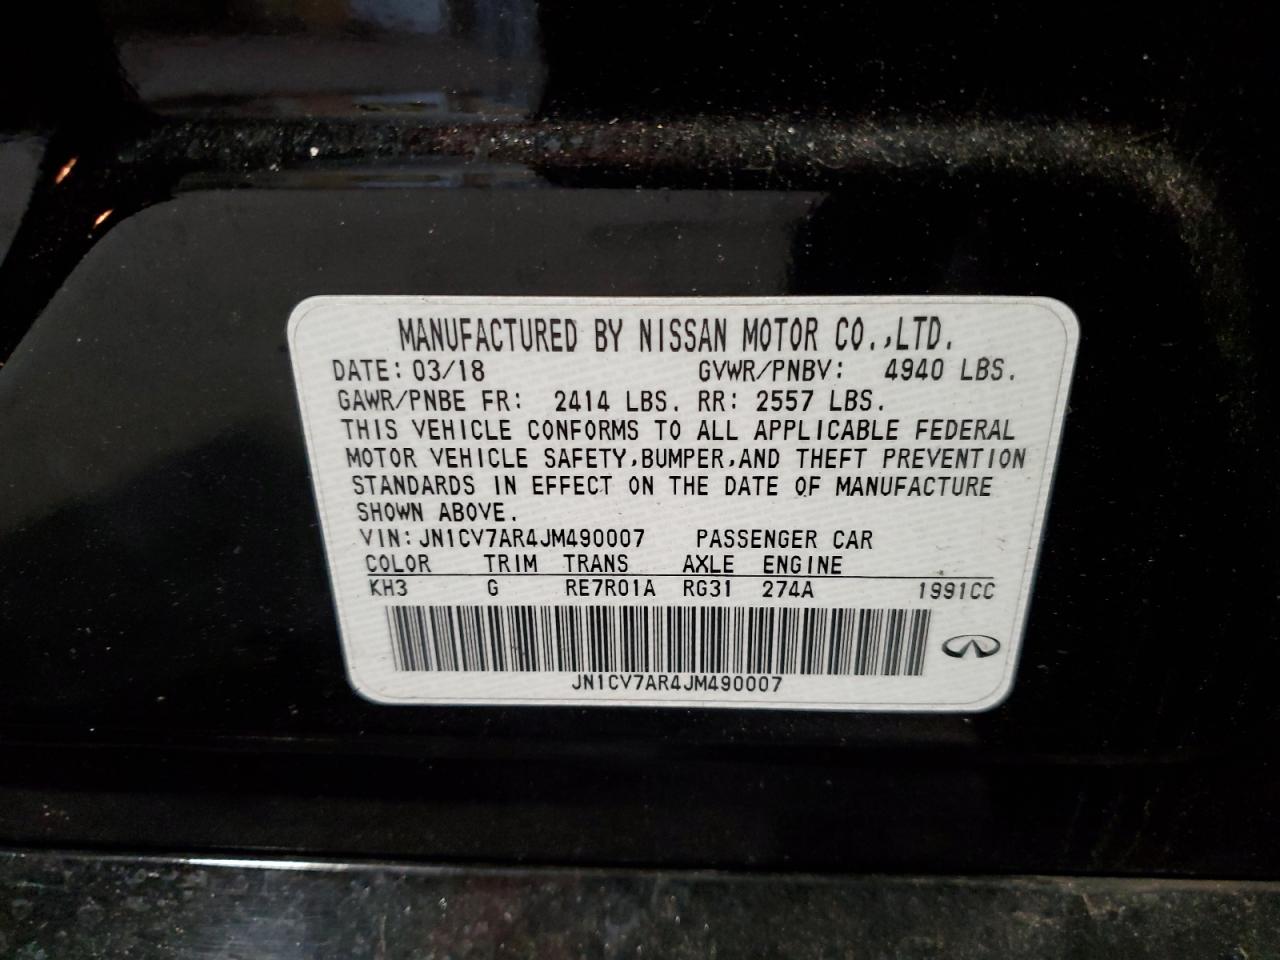 MANUFACTURED BY NISSAN MOTOR CO.,LTD.
DATE: 03/18 GVWR/PNBV: 4940 LBS.
GAWR/PNBE FR: 2414 LBS. RR: 2557 LBS.
THIS VEHICLE CONFORMS TO ALL APPLICABLE FEDERAL
MOTOR VEHICLE SAFETY,BUMPER,AND THEFT PREVENTION
STANDARDS IN EFFECT ON THE DATE OF MANUFACTURE
SHOWN ABOVE.
VIN: JN1CV7AR4JM490007 PASSENGER CAR
COLOR TRIM TRANS AXLE ENGINE
KH3 G RE7R01A RG31 274A 1991CC
JN1CV7AR4JM490007